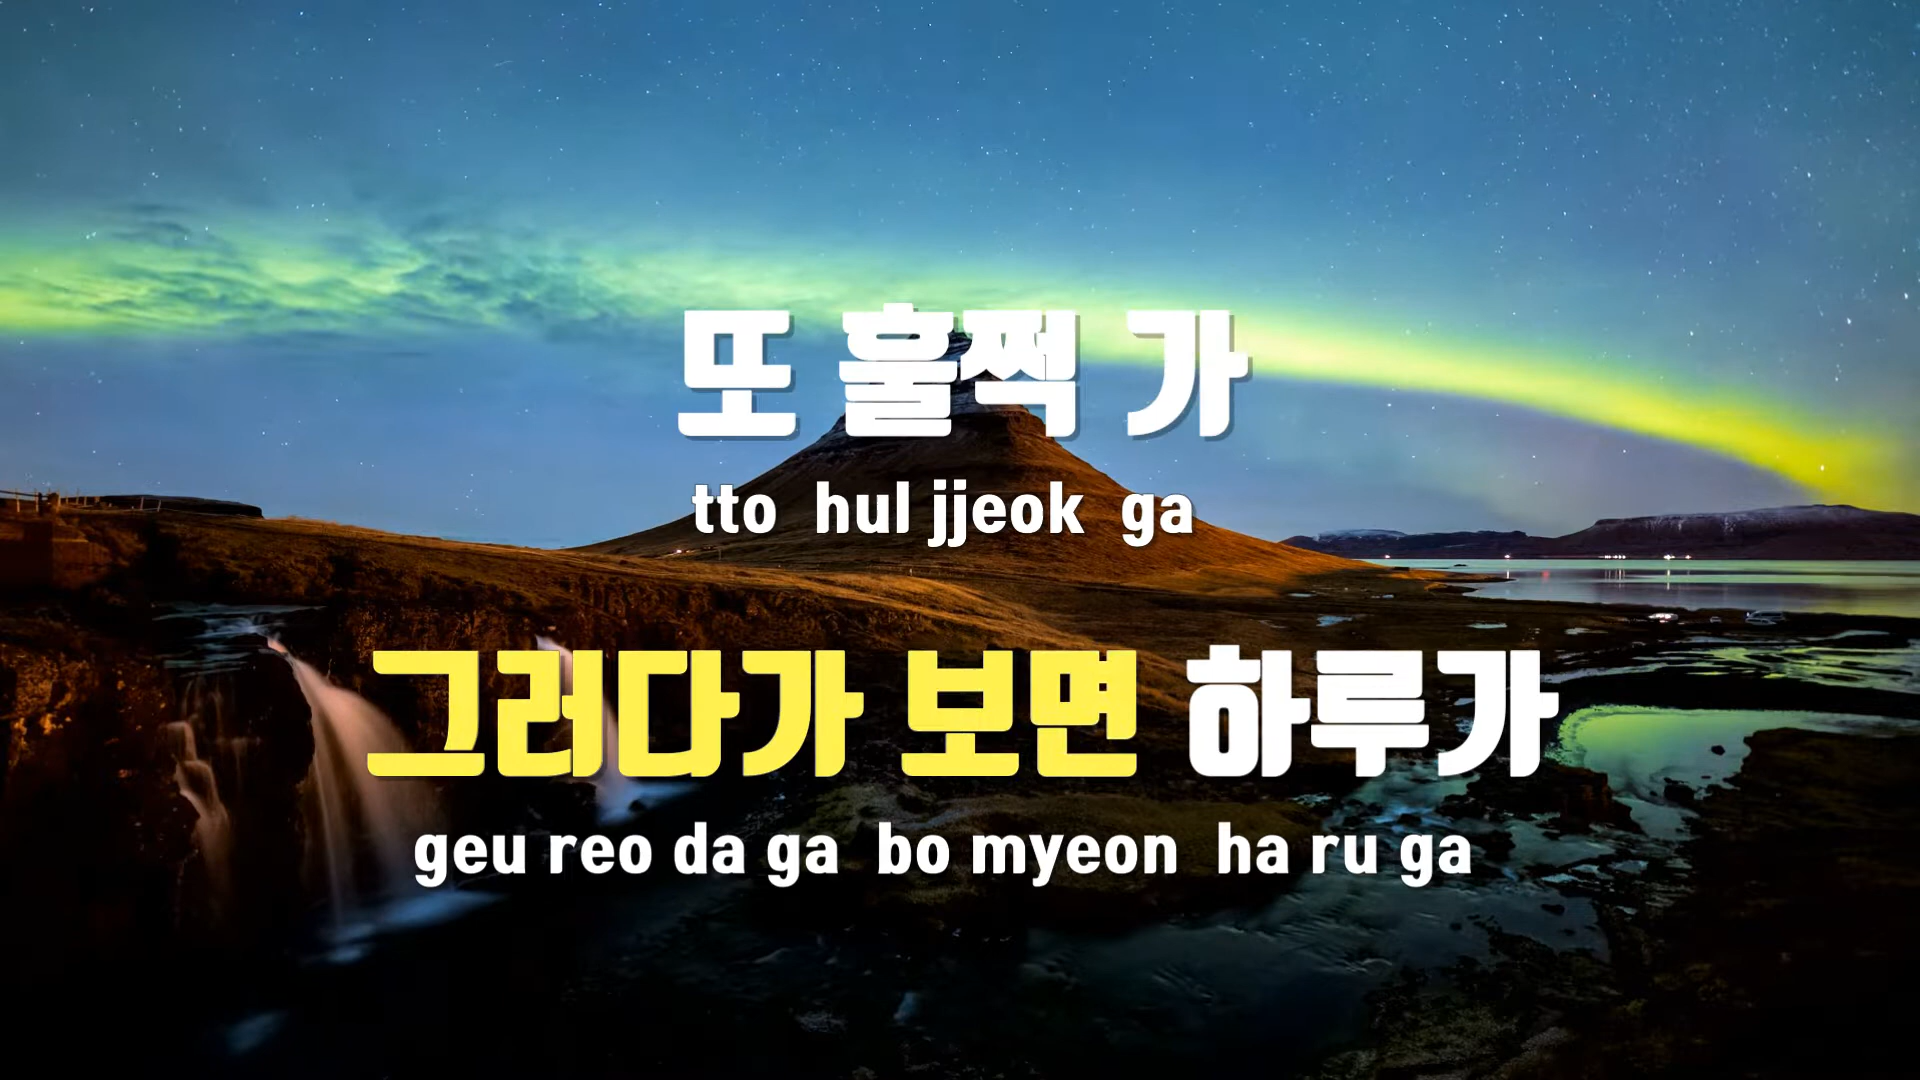 또 훌쩍 가
tto hul jjeok ga
그러다가 보면 하루가
geu reo da ga bo myeon ha ru ga